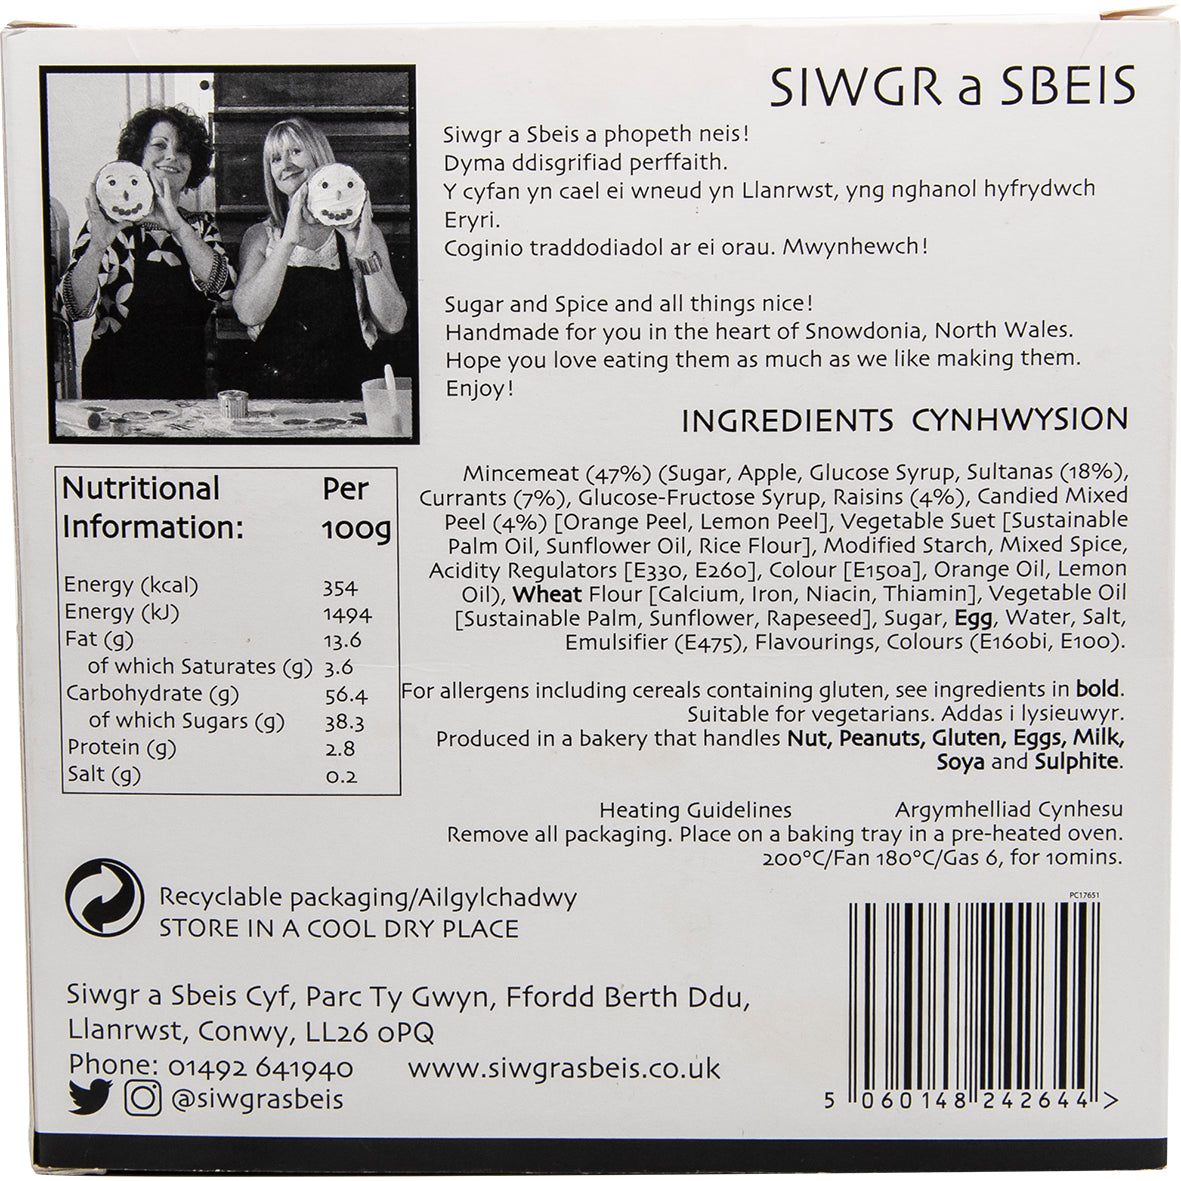 SIWGR a SBEIS
Siwgr a Sbeis a phopeth neis!
Dyma ddisgrifiad perffaith.
Y cyfan yn cael ei wneud yn Llanrwst, yng nghanol hyfrydwch
Eryri.
Coginio traddodiadol ar ei orau. Mwynhewch!
Sugar and Spice and all things nice!
Handmade for you in the heart of Snowdonia, North Wales.
Hope you love eating them as much as we like making them.
Enjoy!
INGREDIENTS CYNHWYSION
Mincemeat (47%) (Sugar, Apple, Glucose Syrup, Sultanas (18%),
Currants (7%), Glucose-Fructose Syrup, Raisins (4%), Candied Mixed
Peel (4%) [Orange Peel, Lemon Peel], Vegetable Suet [Sustainable
Palm Oil, Sunflower Oil, Rice Flour], Modified Starch, Mixed Spice,
Acidity Regulators [E330, E260], Colour [E150a], Orange Oil, Lemon
Oil), Wheat Flour [Calcium, Iron, Niacin, Thiamin], Vegetable Oil
[Sustainable Palm, Sunflower, Rapeseed], Sugar, Egg, Water, Salt,
Emulsifier (E475), Flavourings, Colours (E160bi, E100).
For allergens including cereals containing gluten, see ingredients in bold.
Suitable for vegetarians. Addas i lysieuwyr.
Produced in a bakery that handles Nut, Peanuts, Gluten, Eggs, Milk,
Soya and Sulphite.
Heating Guidelines Argymhelliad Cynhesu
Remove all packaging. Place on a baking tray in a pre-heated oven.
200°C/Fan 180°C/Gas 6, for 10mins.
Nutritional Per
Information: 100g
Energy (kcal) 354
Energy (kJ) 1494
Fat (g) 13.6
of which Saturates (g) 3.6
Carbohydrate (g) 56.4
of which Sugars (g) 38.3
Protein (g) 2.8
Salt (g) 0.2
Recyclable packaging/Ailgylchadwy
STORE IN A COOL DRY PLACE
Siwgr a Sbeis Cyf, Parc Ty Gwyn, Ffordd Berth Ddu,
Llanrwst, Conwy, LL26 0PQ
Phone: 01492 641940 www.siwgrasbeis.co.uk
@siwgrasbeis
PC17651
5 060148 242644 >